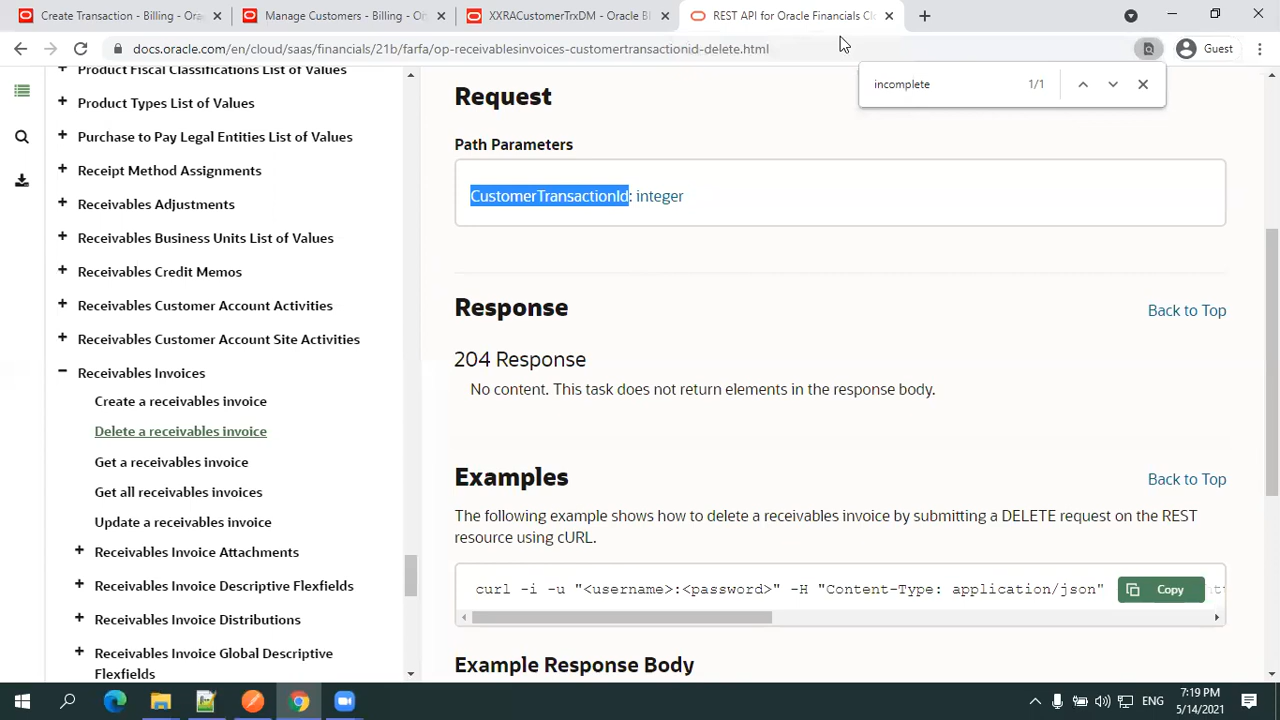 Create Transaction - Billing - Ora
Manage Customers - Billing - Or
XXRACustomerTrxDM - Oracle BI
REST API for Oracle Financials Cl
docs.oracle.com/en/cloud/saas/financials/21b/farfa/op-receivablesinvoices-customertransactionid-delete.html
Guest
incomplete 1/1
Product Fiscal Classifications List of Values
Product Types List of Values
Purchase to Pay Legal Entities List of Values
Receipt Method Assignments
Receivables Adjustments
Receivables Business Units List of Values
Receivables Credit Memos
Receivables Customer Account Activities
Receivables Customer Account Site Activities
Receivables Invoices
Create a receivables invoice
Delete a receivables invoice
Get a receivables invoice
Get all receivables invoices
Update a receivables invoice
Receivables Invoice Attachments
Receivables Invoice Descriptive Flexfields
Receivables Invoice Distributions
Receivables Invoice Global Descriptive
Flexfields
Request
Path Parameters
CustomerTransactionId: integer
Response
Back to Top
204 Response
No content. This task does not return elements in the response body.
Examples
Back to Top
The following example shows how to delete a receivables invoice by submitting a DELETE request on the REST
resource using cURL.
curl -i -u "<username>:<password>" -H "Content-Type: application/json"
Copy
Example Response Body
ENG
7:19 PM
5/14/2021